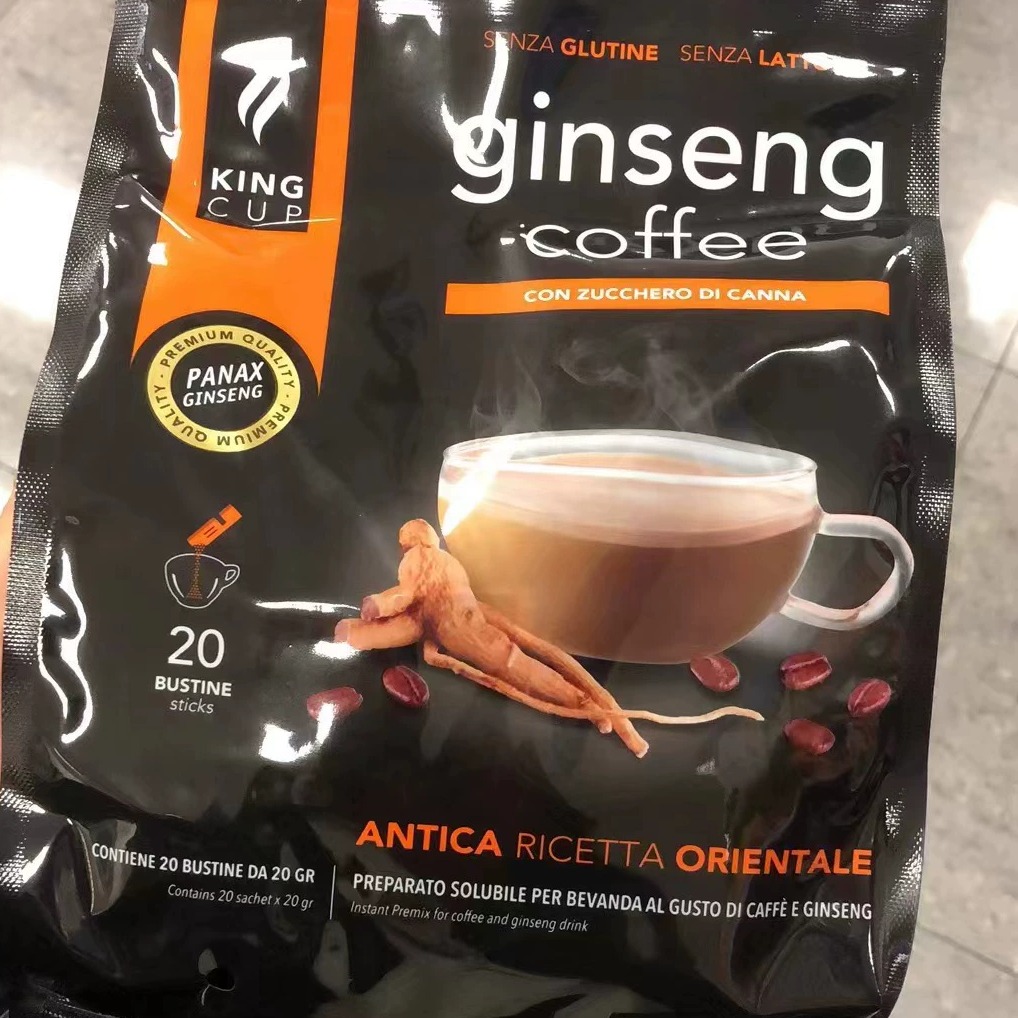 SENZA GLUTINE SENZA
KING
CUP
ginseng
coffee
CON ZUCCHERO DI CANNA
PREMIUM QUALITY · PREMIUM QUALITY ·
PANAX
GINSENG
20
BUSTINE
sticks
ANTICA RICETTA ORIENTALE
CONTIENE 20 BUSTINE DA 20 GR
Contains 20 sachet x 20 gr
PREPARATO SOLUBILE PER BEVANDA AL GUSTO DI CAFFÈ E GINSENG
Instant Premix for coffee and ginseng drink